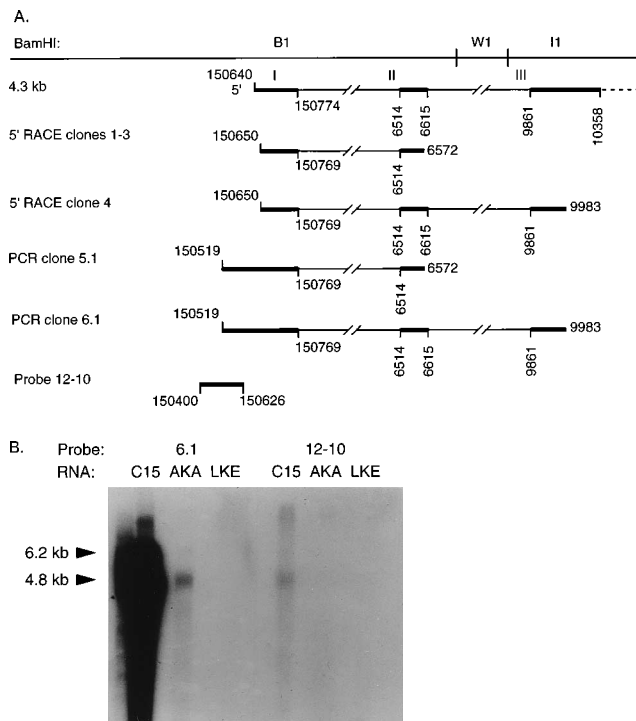 A.
BamHI: B1 W1 I1
150640 I II III
4.3 kb 5'
150774 6514 6615 9861 10358
5' RACE clones 1-3
150650 6572
150769 6514
5' RACE clone 4
150650 9983
150769 6514 6615 9861
PCR clone 5.1
150519 6572
150769 6514
PCR clone 6.1
150519 9983
150769 6514 6615 9861
Probe 12-10
150400 150626
B. Probe: 6.1 12-10
RNA: C15 AKA LKE C15 AKA LKE
6.2 kb
4.8 kb